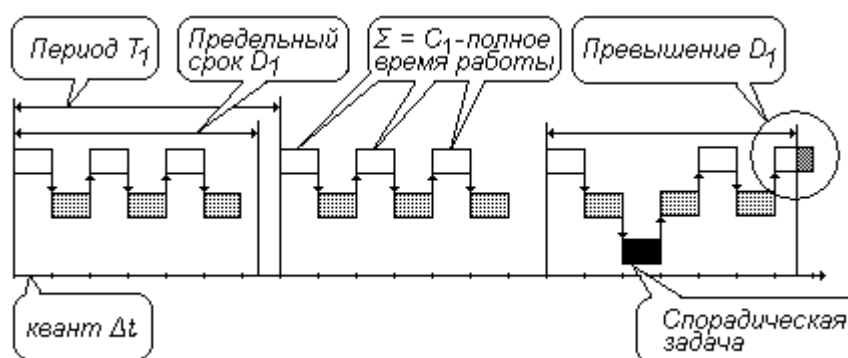 Период T₁
Предельный
срок D₁
Σ = C₁-полное
время работы
Превышение D₁
квант Δt
Спорадическая
задача